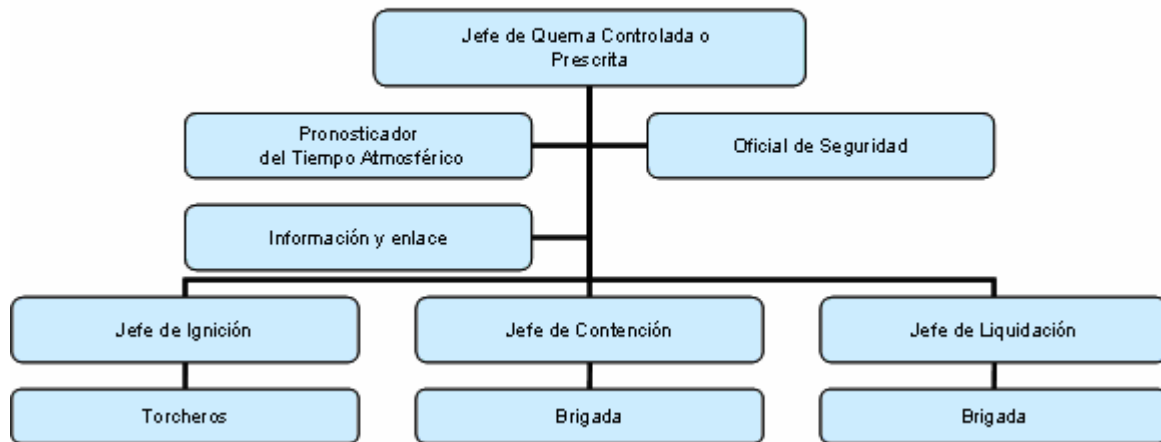 Jefe de Quema Controlada o
Prescrita
Pronosticador
del Tiempo Atmosférico
Oficial de Seguridad
Información y enlace
Jefe de Ignición
Jefe de Contención
Jefe de Liquidación
Torcheros
Brigada
Brigada